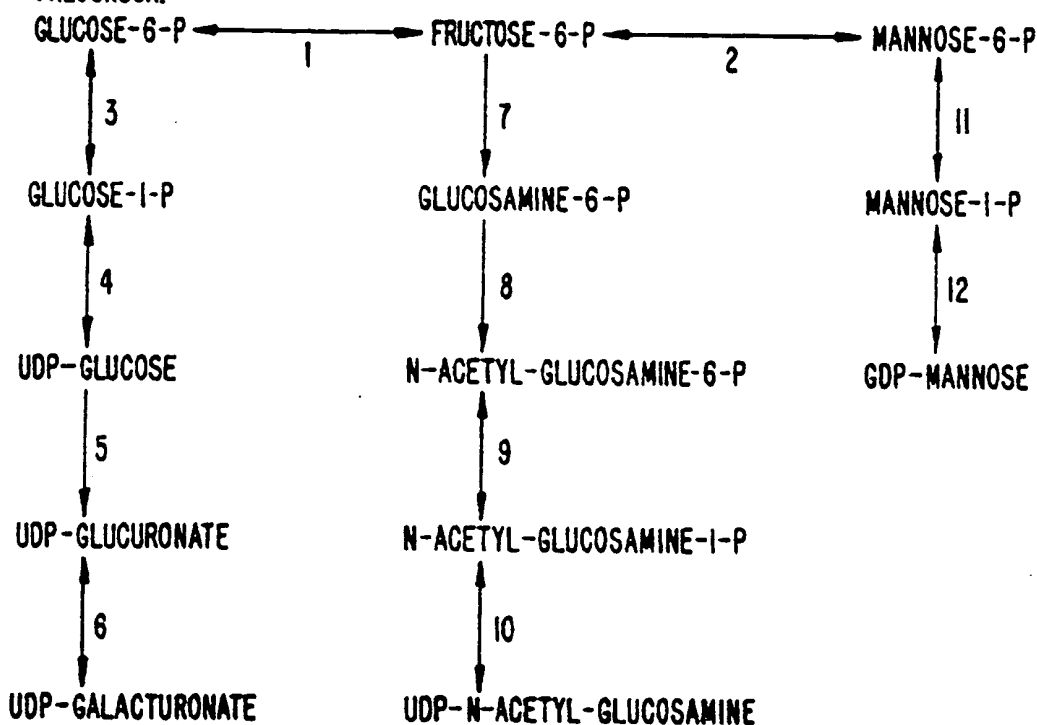 GLUCOSE-6-P 1 FRUCTOSE-6-P 2 MANNOSE-6-P
3 7 11
GLUCOSE-1-P GLUCOSAMINE-6-P MANNOSE-1-P
4 8 12
UDP-GLUCOSE N-ACETYL-GLUCOSAMINE-6-P GDP-MANNOSE
5 9
UDP-GLUCURONATE N-ACETYL-GLUCOSAMINE-1-P
6 10
UDP-GALACTURONATE UDP-N-ACETYL-GLUCOSAMINE